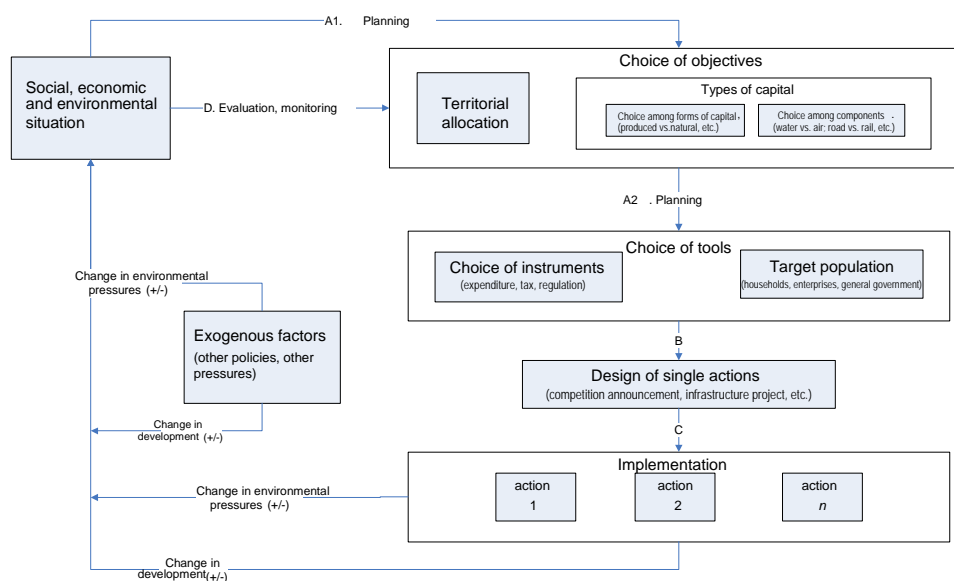 A1. Planning
Social, economic
and environmental
situation
D. Evaluation, monitoring
Choice of objectives
Territorial
allocation
Types of capital
Choice among forms of capital,
(produced vs.natural, etc.)
Choice among components .
(water vs. air; road vs. rail, etc.)
A2 . Planning
Choice of tools
Choice of instruments
(expenditure, tax, regulation)
Target population
(households, enterprises, general government)
Change in environmental
pressures (+/-)
Exogenous factors
(other policies, other
pressures)
Change in
development (+/-)
B
Design of single actions
(competition announcement, infrastructure project, etc.)
C
Implementation
action
1
action
2
action
n
Change in environmental
pressures (+/-)
Change in
development(+/-)